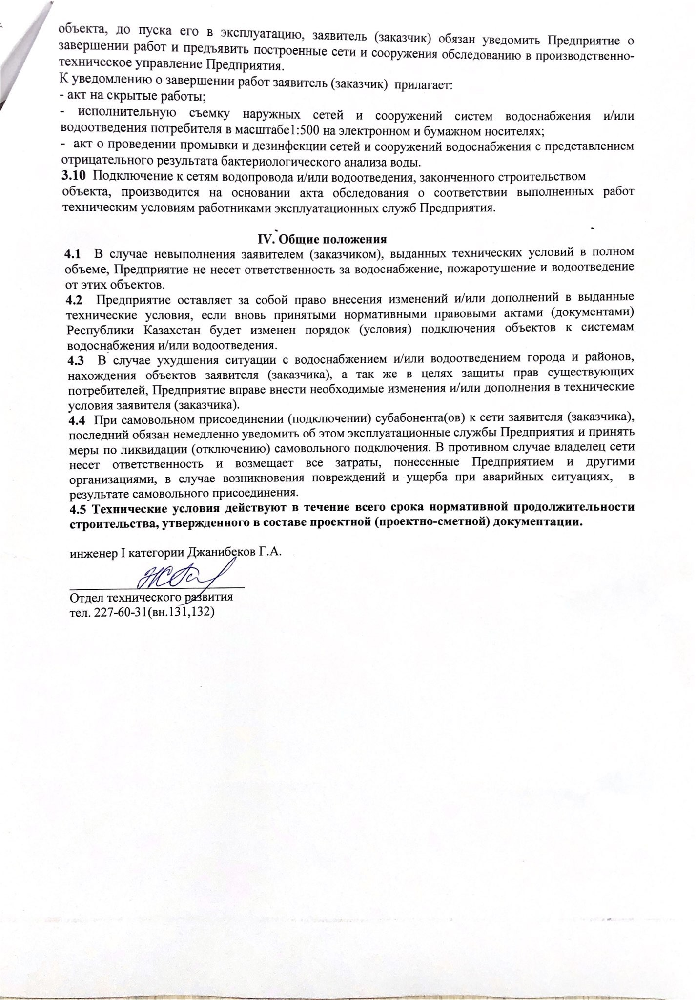 объекта, до пуска его в эксплуатацию, заявитель (заказчик) обязан уведомить Предприятие о
завершении работ и предъявить построенные сети и сооружения обследованию в производственно-
техническое управление Предприятия.
К уведомлению о завершении работ заявитель (заказчик) прилагает:
- акт на скрытые работы;
- исполнительную съемку наружных сетей и сооружений систем водоснабжения и/или
водоотведения потребителя в масштабе1:500 на электронном и бумажном носителях;
- акт о проведении промывки и дезинфекции сетей и сооружений водоснабжения с представлением
отрицательного результата бактериологического анализа воды.
3.10 Подключение к сетям водопровода и/или водоотведения, законченного строительством
объекта, производится на основании акта обследования о соответствии выполненных работ
техническим условиям работниками эксплуатационных служб Предприятия.
IV. Общие положения
4.1 В случае невыполнения заявителем (заказчиком), выданных технических условий в полном
объеме, Предприятие не несет ответственность за водоснабжение, пожаротушение и водоотведение
от этих объектов.
4.2 Предприятие оставляет за собой право внесения изменений и/или дополнений в выданные
технические условия, если вновь принятыми нормативными правовыми актами (документами)
Республики Казахстан будет изменен порядок (условия) подключения объектов к системам
водоснабжения и/или водоотведения.
4.3 В случае ухудшения ситуации с водоснабжением и/или водоотведением города и районов,
нахождения объектов заявителя (заказчика), а так же в целях защиты прав существующих
потребителей, Предприятие вправе внести необходимые изменения и/или дополнения в технические
условия заявителя (заказчика).
4.4 При самовольном присоединении (подключении) субабонента(ов) к сети заявителя (заказчика),
последний обязан немедленно уведомить об этом эксплуатационные службы Предприятия и принять
меры по ликвидации (отключению) самовольного подключения. В противном случае владелец сети
несет ответственность и возмещает все затраты, понесенные Предприятием и другими
организациями, в случае возникновения повреждений и ущерба при аварийных ситуациях, в
результате самовольного присоединения.
4.5 Технические условия действуют в течение всего срока нормативной продолжительности
строительства, утвержденного в составе проектной (проектно-сметной) документации.
инженер I категории Джанибеков Г.А.
Отдел технического развития
тел. 227-60-31(вн.131,132)